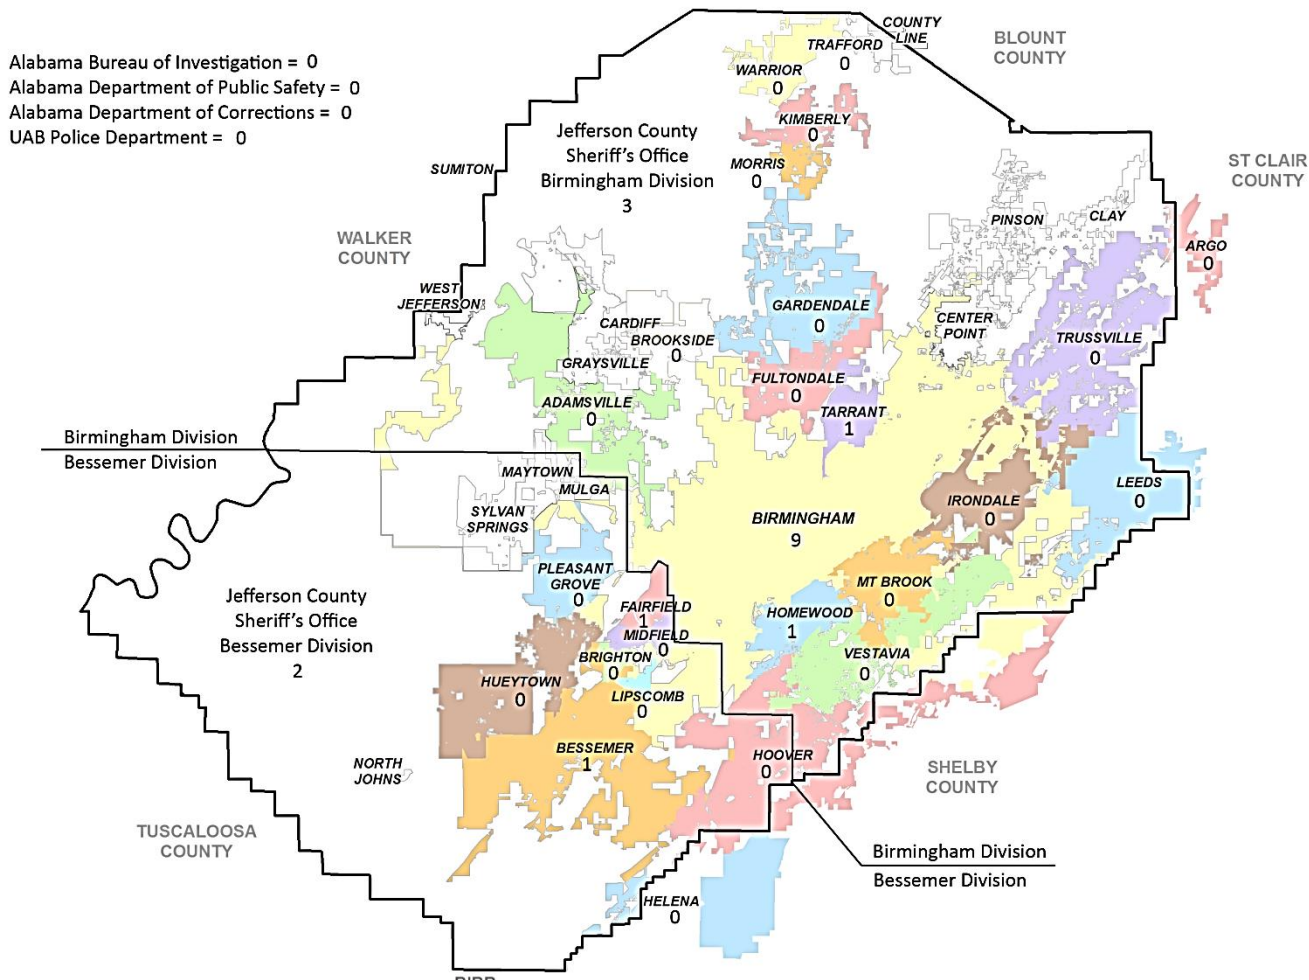 Alabama Bureau of Investigation = 0
Alabama Department of Public Safety = 0
Alabama Department of Corrections = 0
UAB Police Department = 0
COUNTY
LINE
TRAFFORD
0
BLOUNT
COUNTY
WARRIOR
0
KIMBERLY
0
Jefferson County
Sheriff's Office
Birmingham Division
3
MORRIS
0
SUMITON
ST CLAIR
COUNTY
PINSON
CLAY
ARGO
0
WALKER
COUNTY
WEST
JEFFERSON
GARDENDALE
0
CENTER
POINT
CARDIFF
BROOKSIDE
0
TRUSSVILLE
0
GRAYSVILLE
FULTONDALE
0
ADAMSVILLE
0
TARRANT
1
Birmingham Division
Bessemer Division
MAYTOWN
MULGA
SYLVAN
SPRINGS
LEEDS
0
IRONDALE
0
BIRMINGHAM
9
PLEASANT
GROVE
0
MT BROOK
0
Jefferson County
Sheriff's Office
Bessemer Division
2
FAIRFIELD
1
MIDFIELD
0
HOMEWOOD
1
BRIGHTON
0
VESTAVIA
0
HUEYTOWN
0
LIPSCOMB
0
BESSEMER
1
HOOVER
0
NORTH
JOHNS
SHELBY
COUNTY
TUSCALOOSA
COUNTY
Birmingham Division
Bessemer Division
HELENA
0